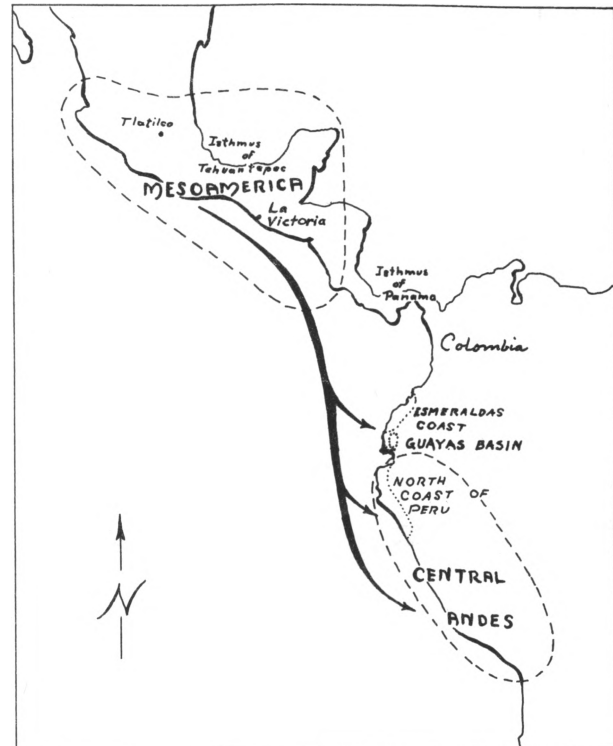 Tlatilco
Isthmus
of
Tehuantepec
MESOAMERICA
La
Victoria
Isthmus
of
Panama
Colombia
ESMERALDAS
COAST
GUAYAS BASIN
NORTH
COAST OF
PERU
N
CENTRAL
ANDES